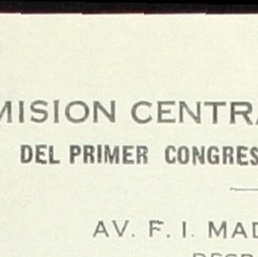 MISION CENTRA
DEL PRIMER CONGRES
AV. F. I. MAD